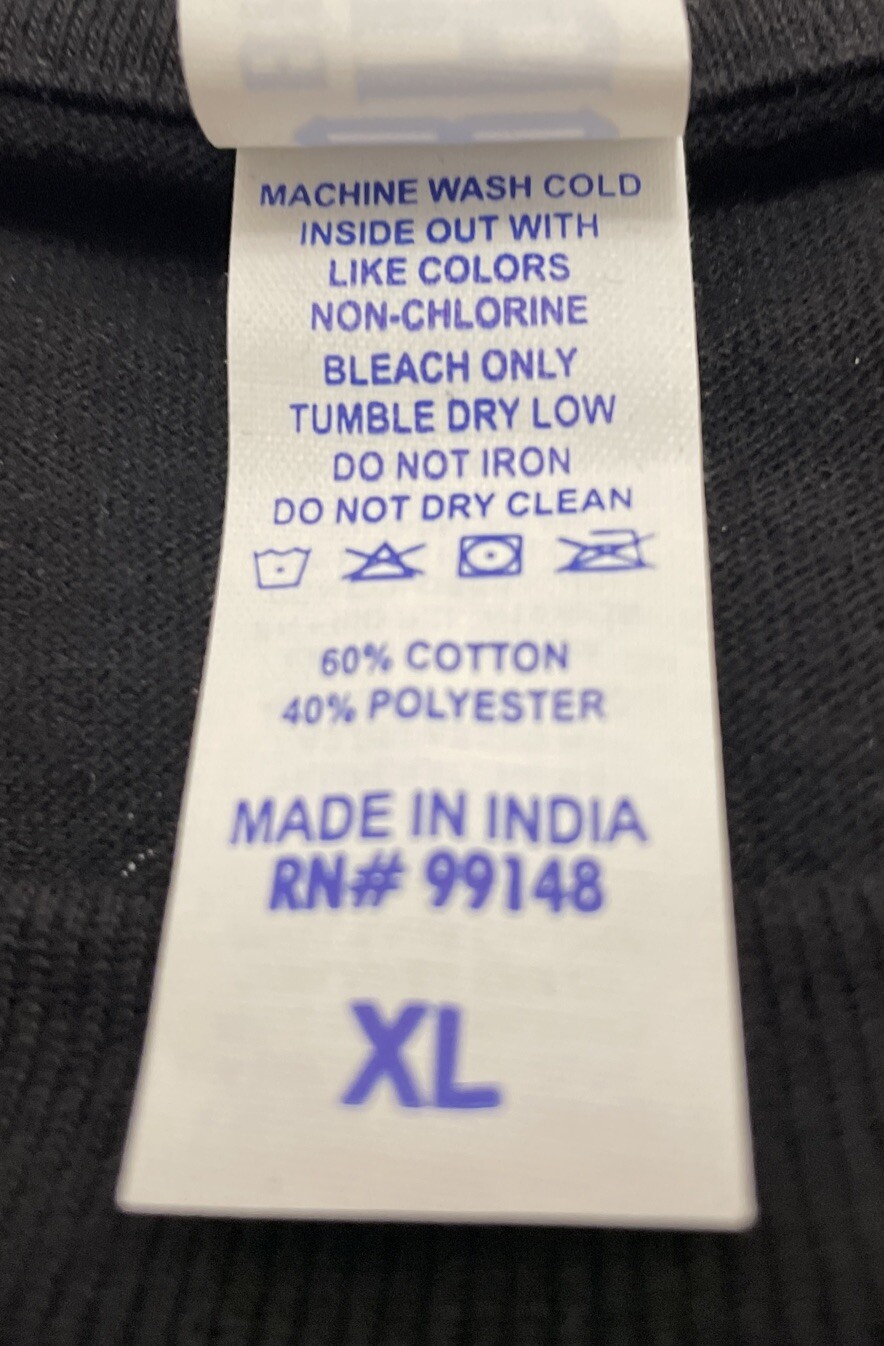 MACHINE WASH COLD
INSIDE OUT WITH
LIKE COLORS
NON-CHLORINE
BLEACH ONLY
TUMBLE DRY LOW
DO NOT IRON
DO NOT DRY CLEAN
60% COTTON
40% POLYESTER
MADE IN INDIA
RN# 99148
XL